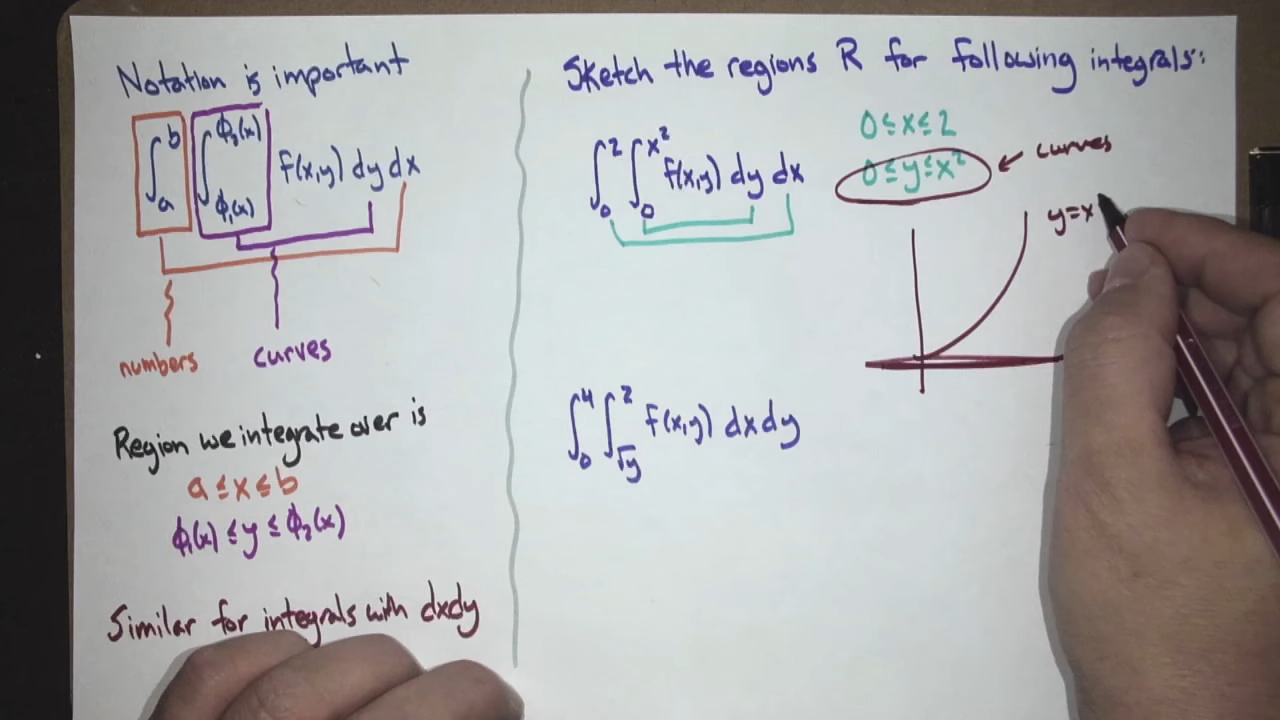 Notation is important
∫_a^b ∫_{ϕ₁(x)}^{ϕ₂(x)} f(x,y) dy dx
numbers
curves
Region we integrate over is
a ≤ x ≤ b
ϕ₁(x) ≤ y ≤ ϕ₂(x)
Similar for integrals with dxdy
Sketch the regions R for following integrals:
∫_0^2 ∫_0^{x²} f(x,y) dy dx
0 ≤ x ≤ 2
0 ≤ y ≤ x²
curves
y=x
∫_0^4 ∫_{√y}^2 f(x,y) dx dy